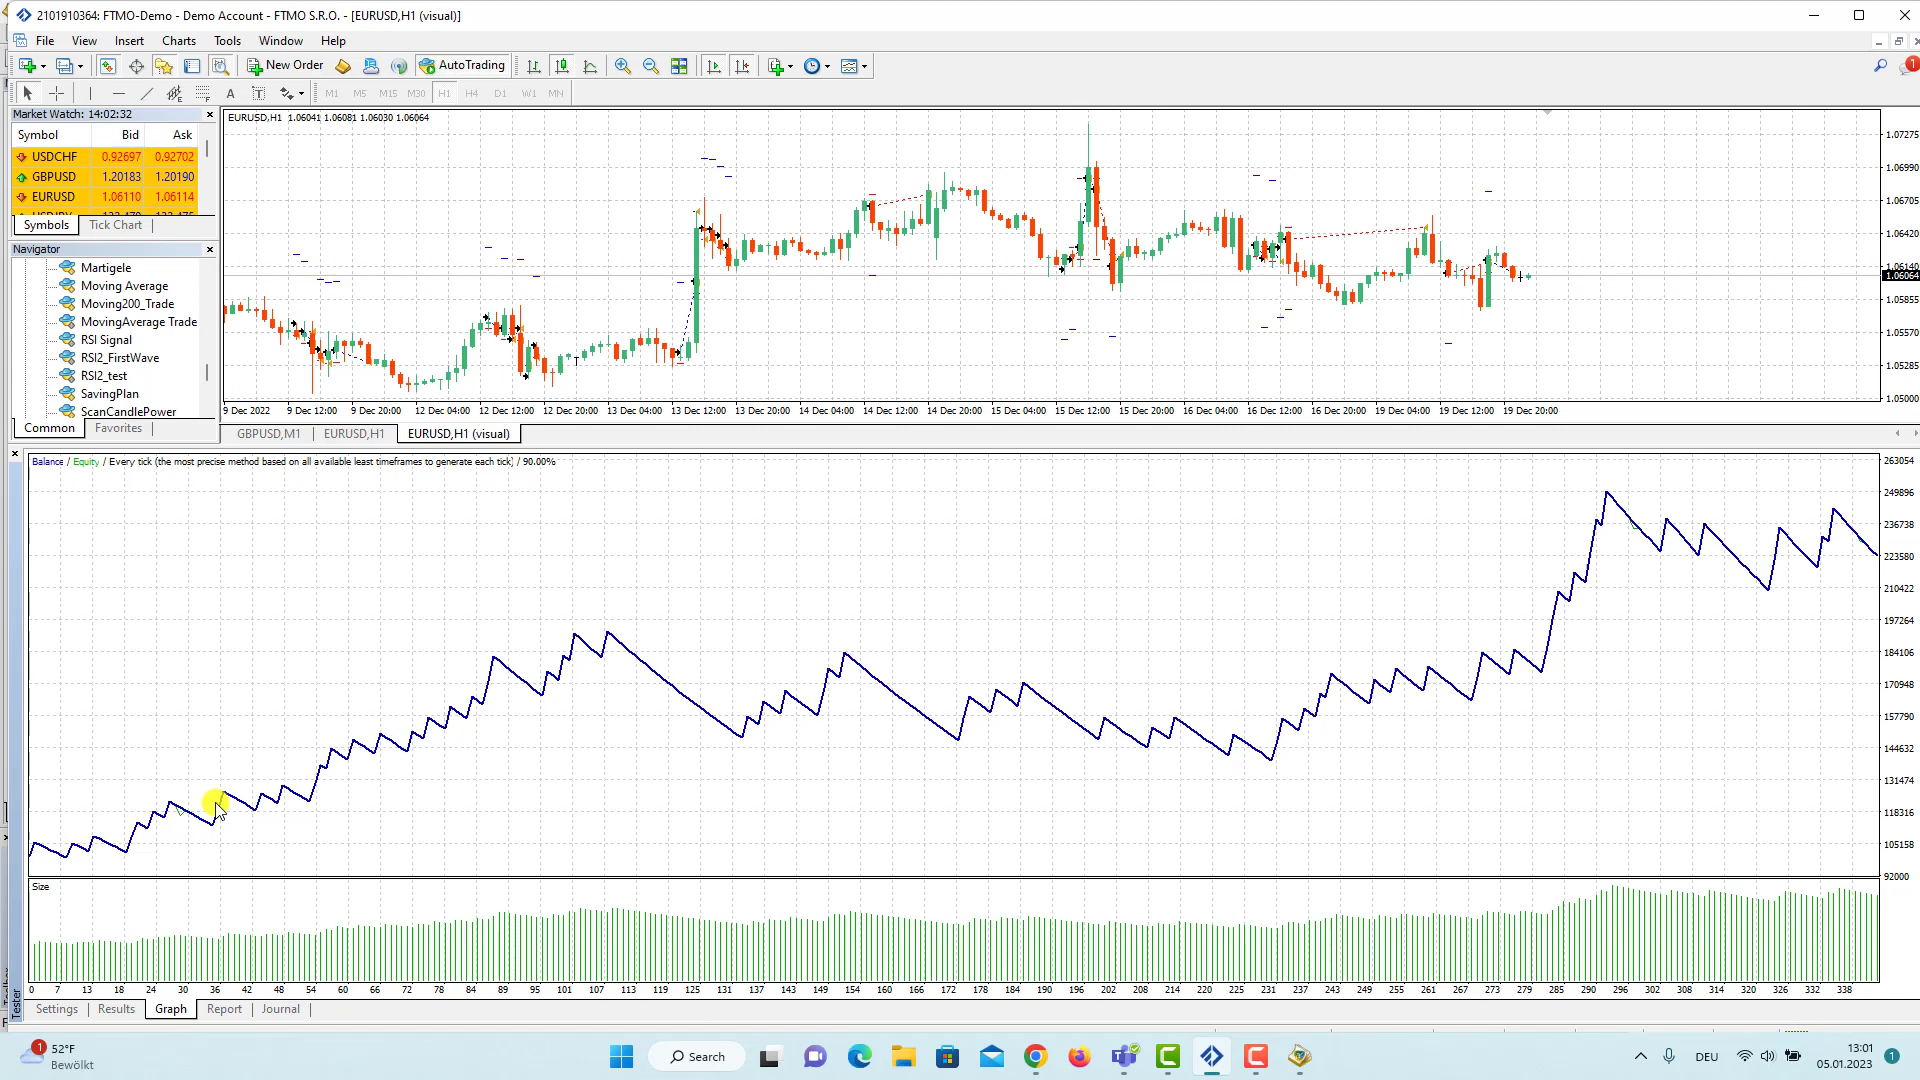 2101910364: FTMO-Demo - Demo Account - FTMO S.R.O. - [EURUSD,H1 (visual)]
File View Insert Charts Tools Window Help
New Order AutoTrading
M1 M5 M15 M30 H1 H4 D1 W1 MN
Market Watch: 14:02:32
Symbol Bid Ask
USDCHF 0.92697 0.92702
GBPUSD 1.20183 1.20190
EURUSD 1.06110 1.06114
Symbols Tick Chart
Navigator
Martigele
Moving Average
Moving200_Trade
MovingAverage Trade
RSI Signal
RSI2_FirstWave
RSI2_test
SavingPlan
ScanCandlePower
Common Favorites
EURUSD,H1 1.06041 1.06081 1.06030 1.06064
1.07275
1.06990
1.06705
1.06420
1.06140
1.06064
1.05855
1.05570
1.05285
1.05000
9 Dec 2022 9 Dec 12:00 9 Dec 20:00 12 Dec 04:00 12 Dec 12:00 12 Dec 20:00 13 Dec 04:00 13 Dec 12:00 13 Dec 20:00 14 Dec 04:00 14 Dec 12:00 14 Dec 20:00 15 Dec 04:00 15 Dec 12:00 15 Dec 20:00 16 Dec 04:00 16 Dec 12:00 16 Dec 20:00 19 Dec 04:00 19 Dec 12:00 19 Dec 20:00
GBPUSD,M1 EURUSD,H1 EURUSD,H1 (visual)
Balance / Equity / Every tick (the most precise method based on all available least timeframes to generate each tick) / 90.00%
263054
249896
236738
223580
210422
197264
184106
170948
157790
144632
131474
118316
105158
92000
Size
0 7 13 18 24 30 36 42 48 54 60 66 72 78 84 89 95 101 107 113 119 125 131 137 143 149 154 160 166 172 178 184 190 196 202 208 214 220 225 231 237 243 249 255 261 267 273 279 285 290 296 302 308 314 320 326 332 338
Tester
Settings Results Graph Report Journal
1
52°F
Bewölkt
Search
DEU
13:01
05.01.2023
1